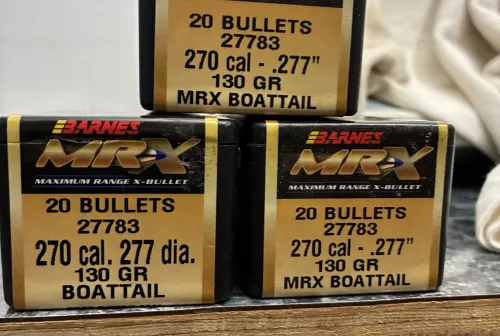 20 BULLETS
27783
270 cal - .277"
130 GR
MRX BOATTAIL
BARNES
MRX
MAXIMUM RANGE X-BULLET
20 BULLETS
27783
270 cal. 277 dia.
130 GR
BOATTAIL
BARNES
MRX
MAXIMUM RANGE X-BULLET
20 BULLETS
27783
270 cal - .277"
130 GR
MRX BOATTAIL